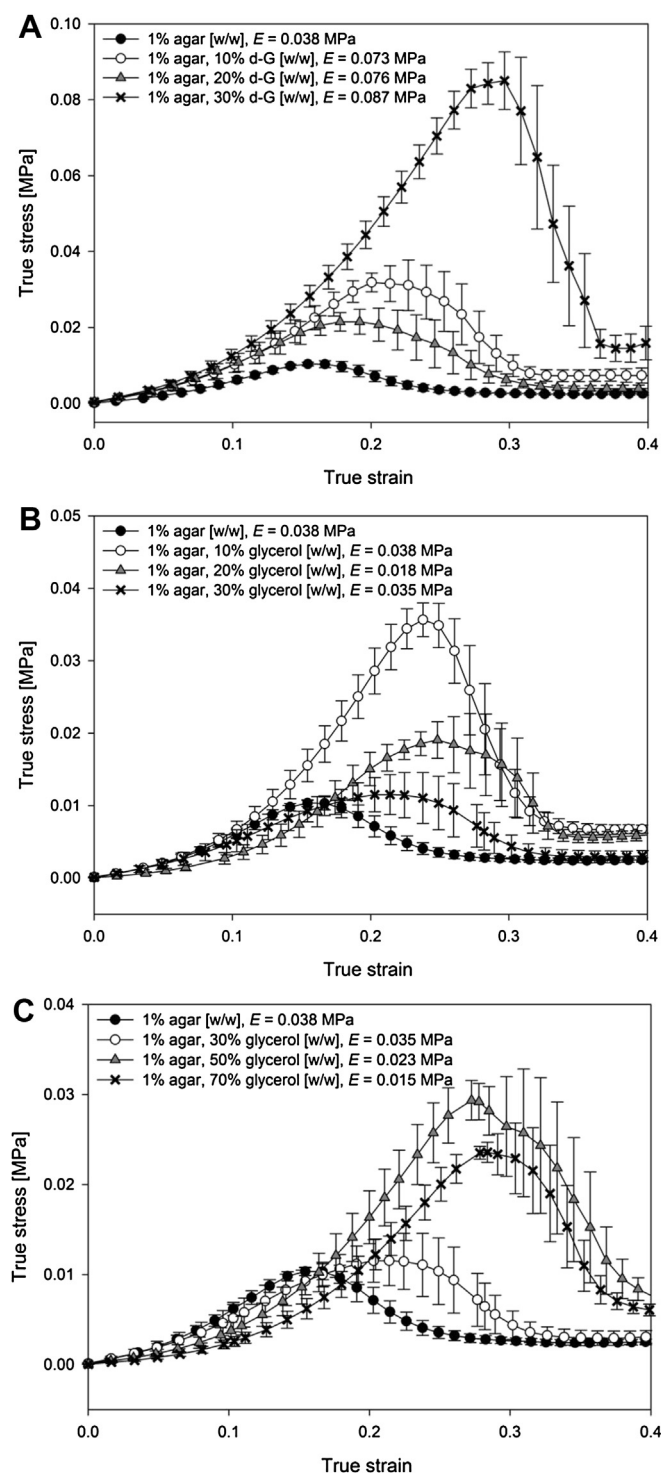 A
0.10
1% agar [w/w], E = 0.038 MPa
1% agar, 10% d-G [w/w], E = 0.073 MPa
1% agar, 20% d-G [w/w], E = 0.076 MPa
1% agar, 30% d-G [w/w], E = 0.087 MPa
0.08
0.06
0.04
0.02
0.00
True stress [MPa]
0.0 0.1 0.2 0.3 0.4
True strain
B
0.05
1% agar [w/w], E = 0.038 MPa
1% agar, 10% glycerol [w/w], E = 0.038 MPa
1% agar, 20% glycerol [w/w], E = 0.018 MPa
1% agar, 30% glycerol [w/w], E = 0.035 MPa
0.04
0.03
0.02
0.01
0.00
True stress [MPa]
0.0 0.1 0.2 0.3 0.4
True strain
C
0.04
1% agar [w/w], E = 0.038 MPa
1% agar, 30% glycerol [w/w], E = 0.035 MPa
1% agar, 50% glycerol [w/w], E = 0.023 MPa
1% agar, 70% glycerol [w/w], E = 0.015 MPa
0.03
0.02
0.01
0.00
True stress [MPa]
0.0 0.1 0.2 0.3 0.4
True strain